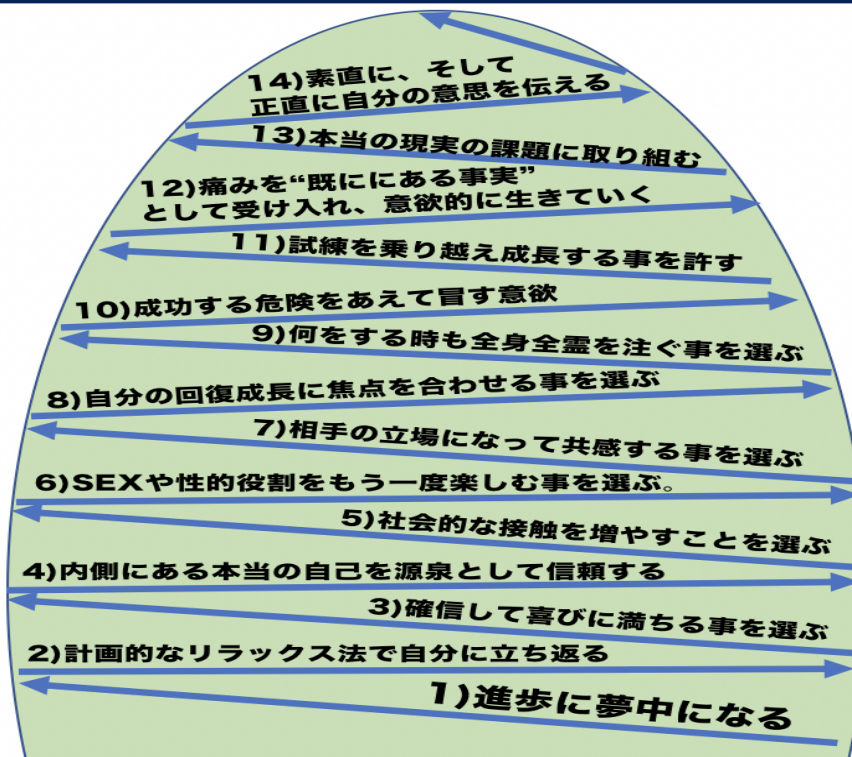 14)素直に、そして
正直に自分の意思を伝える
13)本当の現実の課題に取り組む
12)痛みを“既ににある事実”
として受け入れ、意欲的に生きていく
11)試練を乗り越え成長する事を許す
10)成功する危険をあえて冒す意欲
9)何をする時も全身全霊を注ぐ事を選ぶ
8)自分の回復成長に焦点を合わせる事を選ぶ
7)相手の立場になって共感する事を選ぶ
6)SEXや性的役割をもう一度楽しむ事を選ぶ。
5)社会的な接触を増やすことを選ぶ
4)内側にある本当の自己を源泉として信頼する
3)確信して喜びに満ちる事を選ぶ
2)計画的なリラックス法で自分に立ち返る
1)進歩に夢中になる